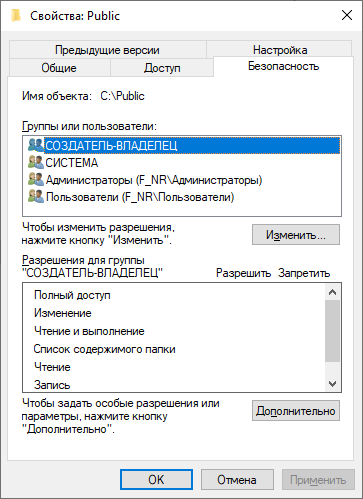 Свойства: Public
Предыдущие версии
Настройка
Общие
Доступ
Безопасность
Имя объекта: C:\Public
Группы или пользователи:
СОЗДАТЕЛЬ-ВЛАДЕЛЕЦ
СИСТЕМА
Администраторы (F_NR\Администраторы)
Пользователи (F_NR\Пользователи)
Чтобы изменить разрешения,
нажмите кнопку "Изменить".
Изменить...
Разрешения для группы
"СОЗДАТЕЛЬ-ВЛАДЕЛЕЦ"
Разрешить
Запретить
Полный доступ
Изменение
Чтение и выполнение
Список содержимого папки
Чтение
Запись
Чтобы задать особые разрешения или
параметры, нажмите кнопку
"Дополнительно".
Дополнительно
OK
Отмена
Применить